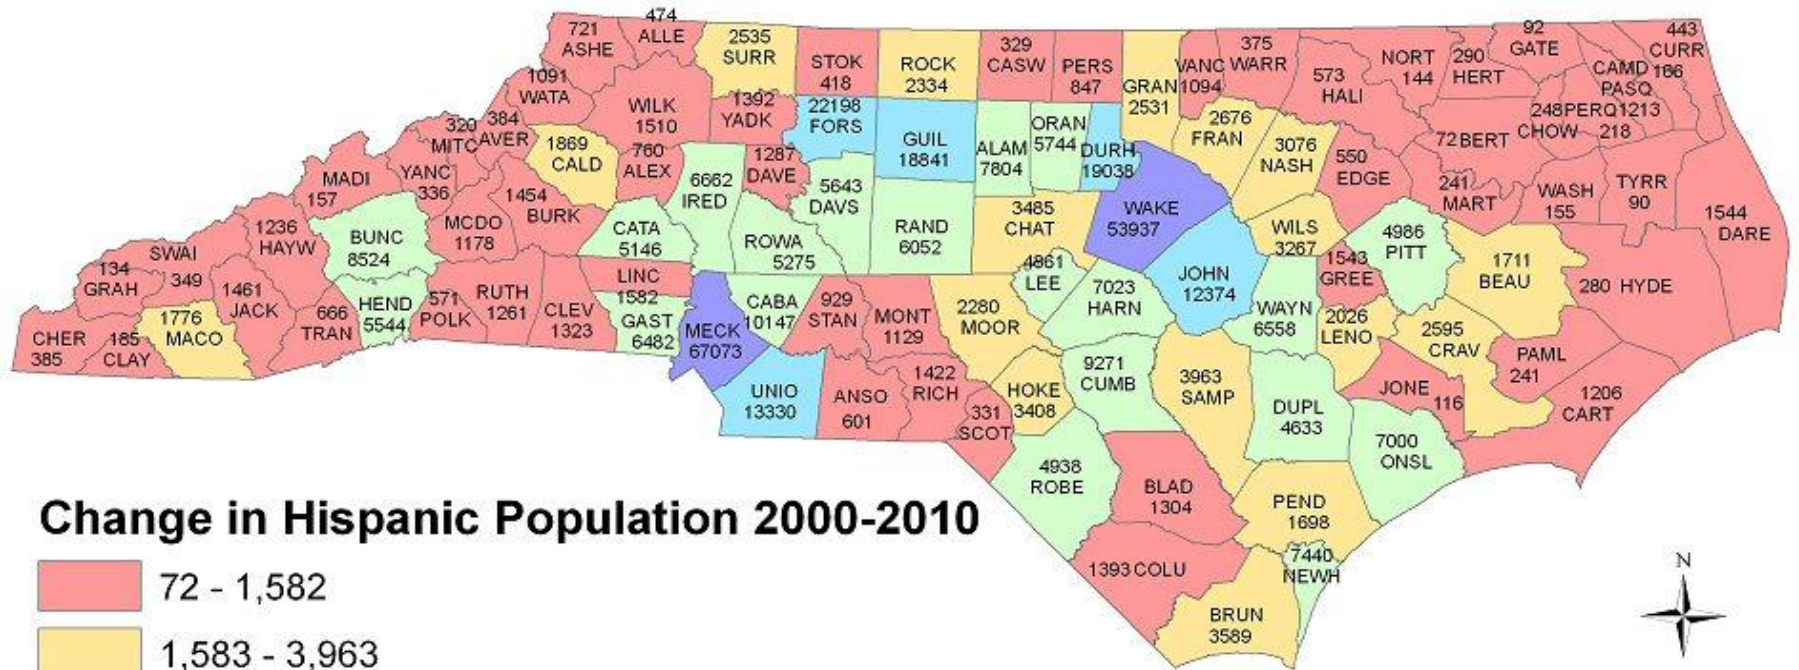 721
ASHE
474
ALLE
2535
SURR
STOK
418
ROCK
2334
329
CASW
PERS
847
GRAN
2531
VANC
1094
375
WARR
573
HALI
NORT
144
290
HERT
92
GATE
443
CURR
CAMD
166
PASQ
1213
1091
WATA
WILK
1510
1392
YADK
22198
FORS
GUIL
18841
ALAM
7804
ORAN
5744
DURH
19038
2676
FRAN
3076
NASH
550
EDGE
72 BERT
248
CHOW
PERQ
218
320
MITC
384
AVER
1869
CALD
760
ALEX
6662
IRED
1287
DAVE
5643
DAVS
RAND
6052
3485
CHAT
WAKE
53937
WILS
3267
241
MART
WASH
155
TYRR
90
1544
DARE
MADI
157
YANC
336
MCDO
1178
1454
BURK
CATA
5146
ROWA
5275
4861
LEE
JOHN
12374
1543
GREE
4986
PITT
1711
BEAU
280 HYDE
SWAI
349
134
GRAH
1236
HAYW
BUNC
8524
LINC
1582
GAST
6482
CABA
10147
929
STAN
MONT
1129
2280
MOOR
7023
HARN
WAYN
6558
2026
LENO
2595
CRAV
PAML
241
CHER
385
185
CLAY
1776
MACO
1461
JACK
666
TRAN
HEND
5544
571
POLK
RUTH
1261
CLEV
1323
MECK
67073
UNIO
13330
ANSO
601
1422
RICH
331
SCOT
HOKE
3408
9271
CUMB
3963
SAMP
DUPL
4633
JONE
116
1206
CART
7000
ONSL
4938
ROBE
BLAD
1304
PEND
1698
1393 COLU
7440
NEWH
BRUN
3589
Change in Hispanic Population 2000-2010
72 - 1,582
1,583 - 3,963
N